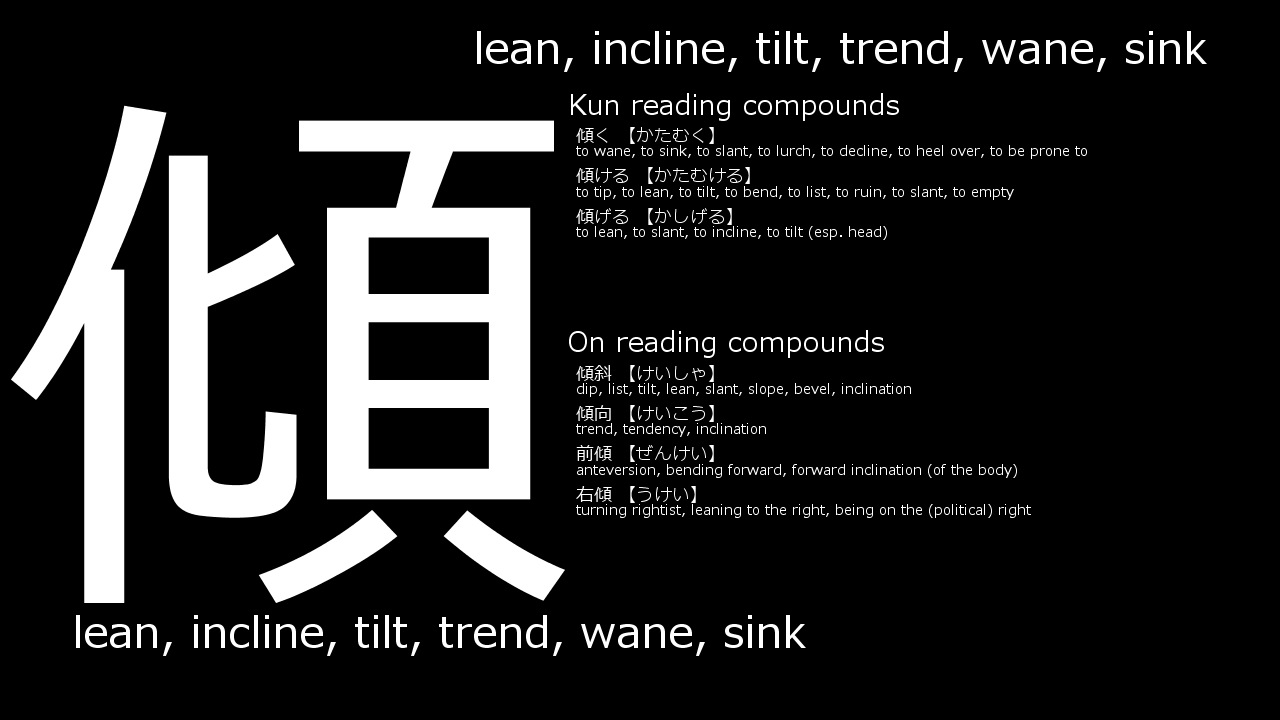 lean, incline, tilt, trend, wane, sink
傾
Kun reading compounds
傾く 【かたむく】
to wane, to sink, to slant, to lurch, to decline, to heel over, to be prone to
傾ける 【かたむける】
to tip, to lean, to tilt, to bend, to list, to ruin, to slant, to empty
傾げる 【かしげる】
to lean, to slant, to incline, to tilt (esp. head)
On reading compounds
傾斜 【けいしゃ】
dip, list, tilt, lean, slant, slope, bevel, inclination
傾向 【けいこう】
trend, tendency, inclination
前傾 【ぜんけい】
anteversion, bending forward, forward inclination (of the body)
右傾 【うけい】
turning rightist, leaning to the right, being on the (political) right
lean, incline, tilt, trend, wane, sink